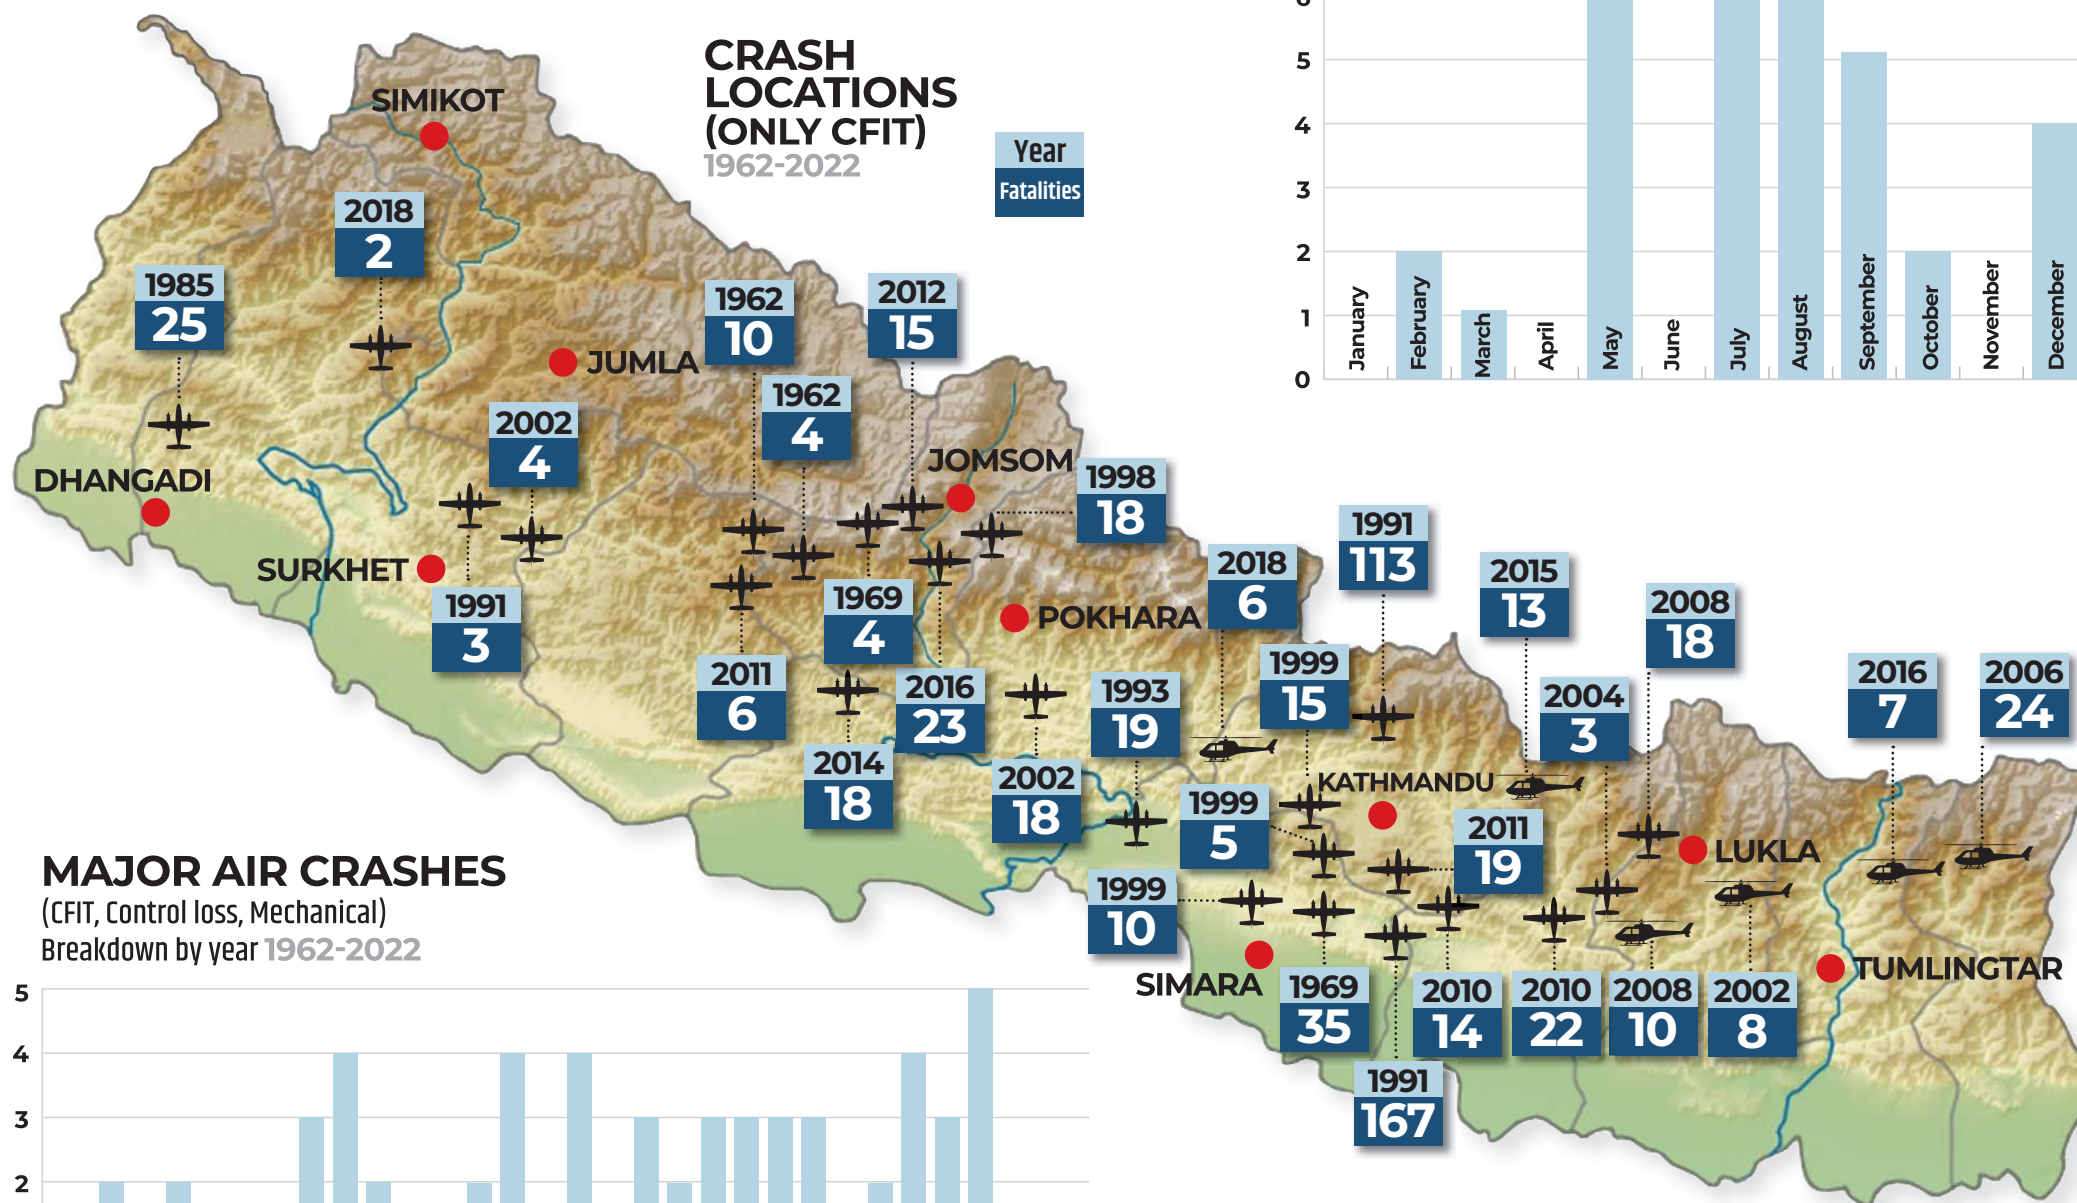 CRASH
LOCATIONS
(ONLY CFIT)
1962-2022
Year
Fatalities
5
4
3
2
1
0
January
February
March
April
May
June
July
August
September
October
November
December
SIMIKOT
2018
2
1985
25
1962
10
2012
15
JUMLA
1962
4
2002
4
JOMSOM
1998
18
DHANGADI
SURKHET
1991
3
1969
4
POKHARA
2018
6
1991
113
2015
13
2008
18
2011
6
2016
23
1993
19
1999
15
2004
3
2016
7
2006
24
2014
18
2002
18
1999
5
KATHMANDU
2011
19
LUKLA
1999
10
SIMARA
1969
35
2010
14
2010
22
2008
10
2002
8
TUMLINGTAR
1991
167
MAJOR AIR CRASHES
(CFIT, Control loss, Mechanical)
Breakdown by year 1962-2022
5
4
3
2